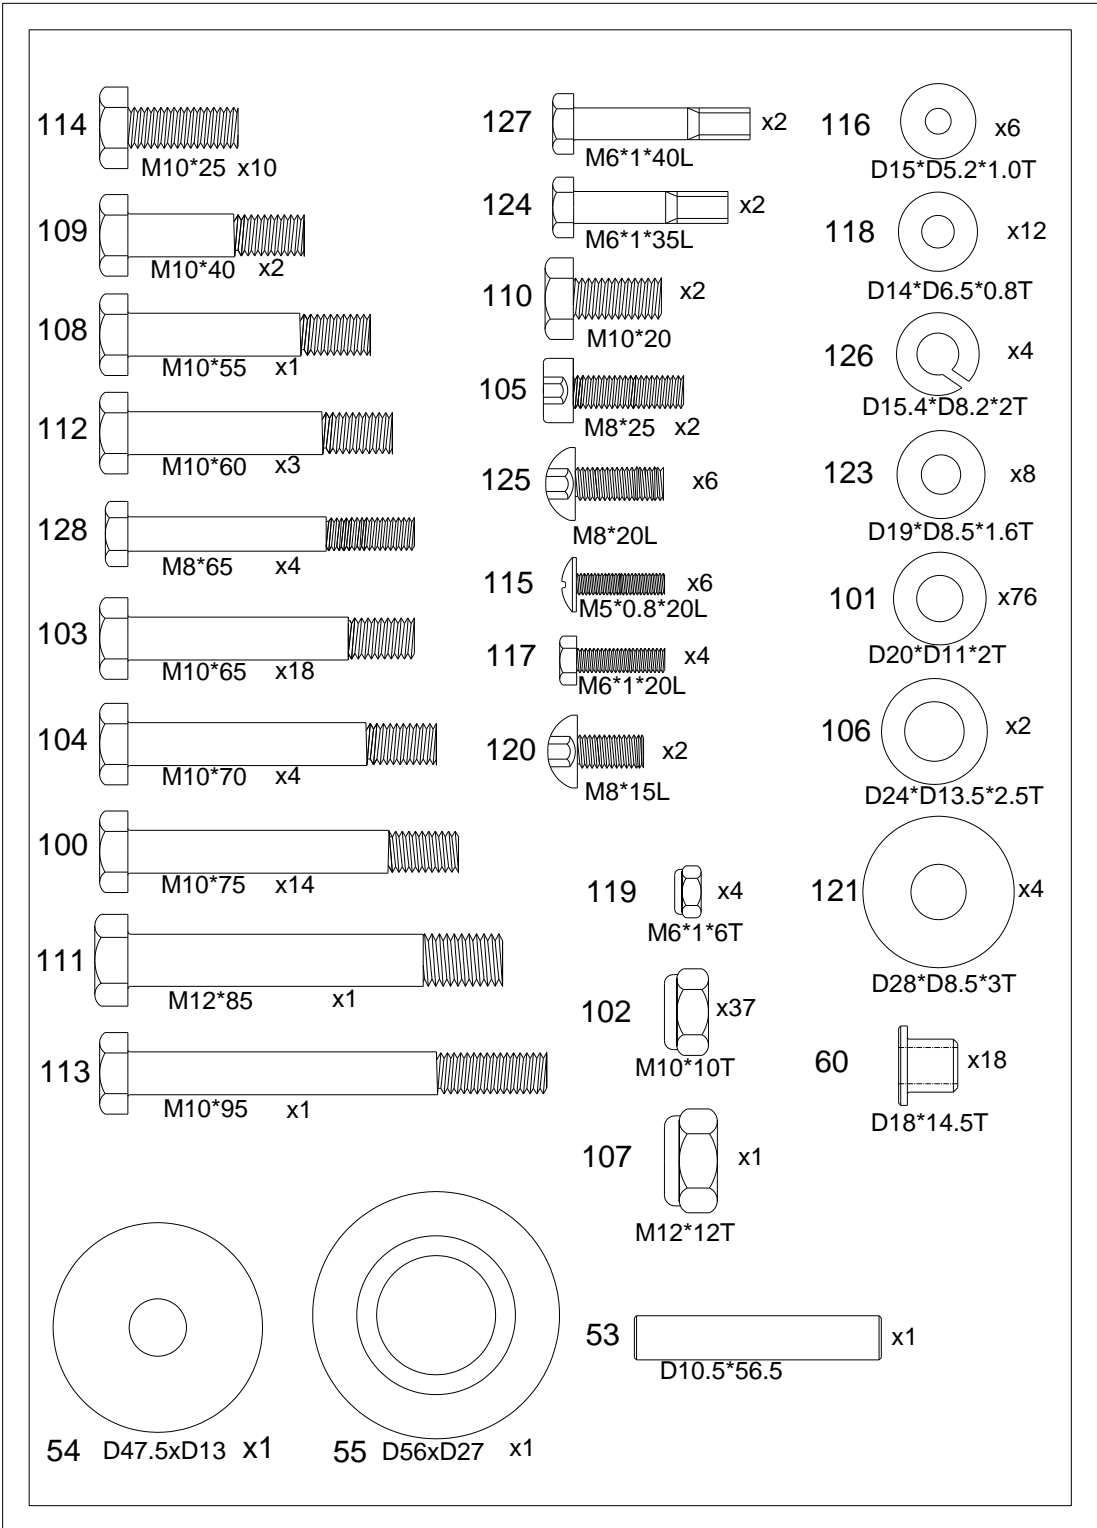 114
M10*25 x10
109
M10*40 x2
108
M10*55 x1
112
M10*60 x3
128
M8*65 x4
103
M10*65 x18
104
M10*70 x4
100
M10*75 x14
111
M12*85 x1
113
M10*95 x1
127 x2
M6*1*40L
124 x2
M6*1*35L
110 x2
M10*20
105
M8*25 x2
125 x6
M8*20L
115 x6
M5*0.8*20L
117 x4
M6*1*20L
120 x2
M8*15L
119 x4
M6*1*6T
102 x37
M10*10T
107 x1
M12*12T
116 x6
D15*D5.2*1.0T
118 x12
D14*D6.5*0.8T
126 x4
D15.4*D8.2*2T
123 x8
D19*D8.5*1.6T
101 x76
D20*D11*2T
106 x2
D24*D13.5*2.5T
121 x4
D28*D8.5*3T
60 x18
D18*14.5T
53 x1
D10.5*56.5
54 D47.5xD13 x1
55 D56xD27 x1